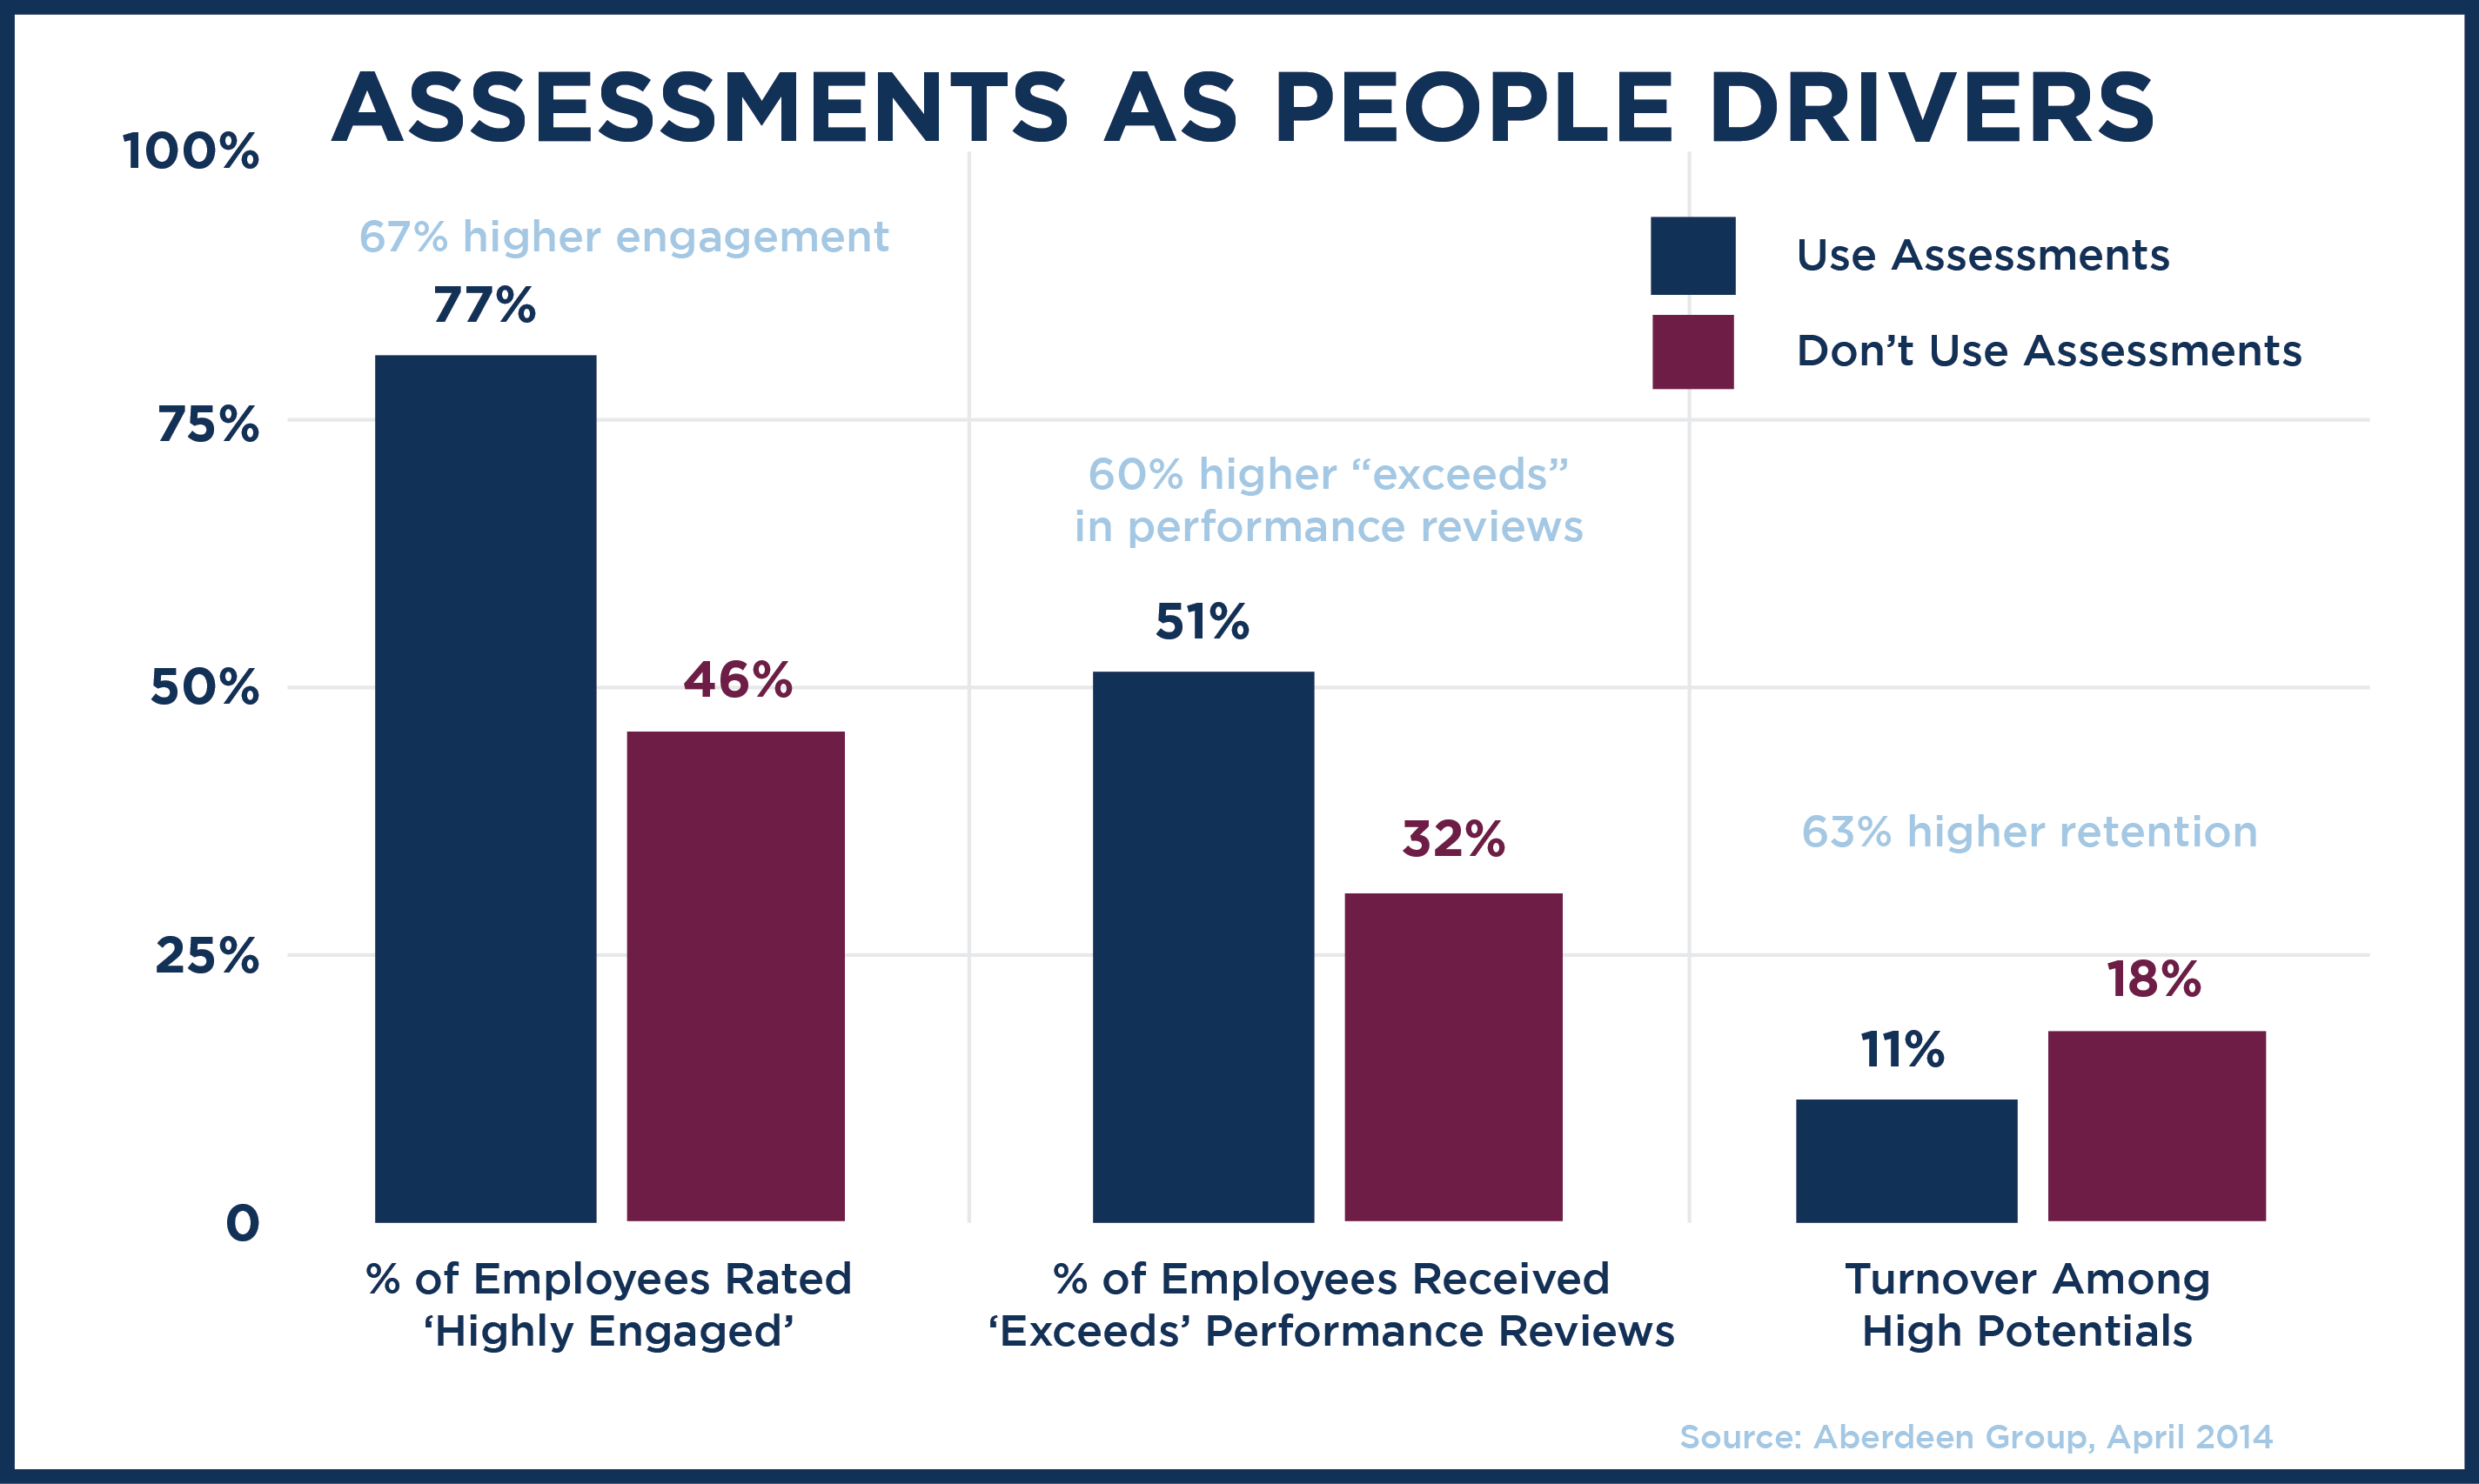 ASSESSMENTS AS PEOPLE DRIVERS
100%
75%
50%
25%
0
67% higher engagement
77%
46%
60% higher “exceeds”
in performance reviews
51%
32%
Use Assessments
Don’t Use Assessments
63% higher retention
11%
18%
% of Employees Rated
‘Highly Engaged’
% of Employees Received
‘Exceeds’ Performance Reviews
Turnover Among
High Potentials
Source: Aberdeen Group, April 2014